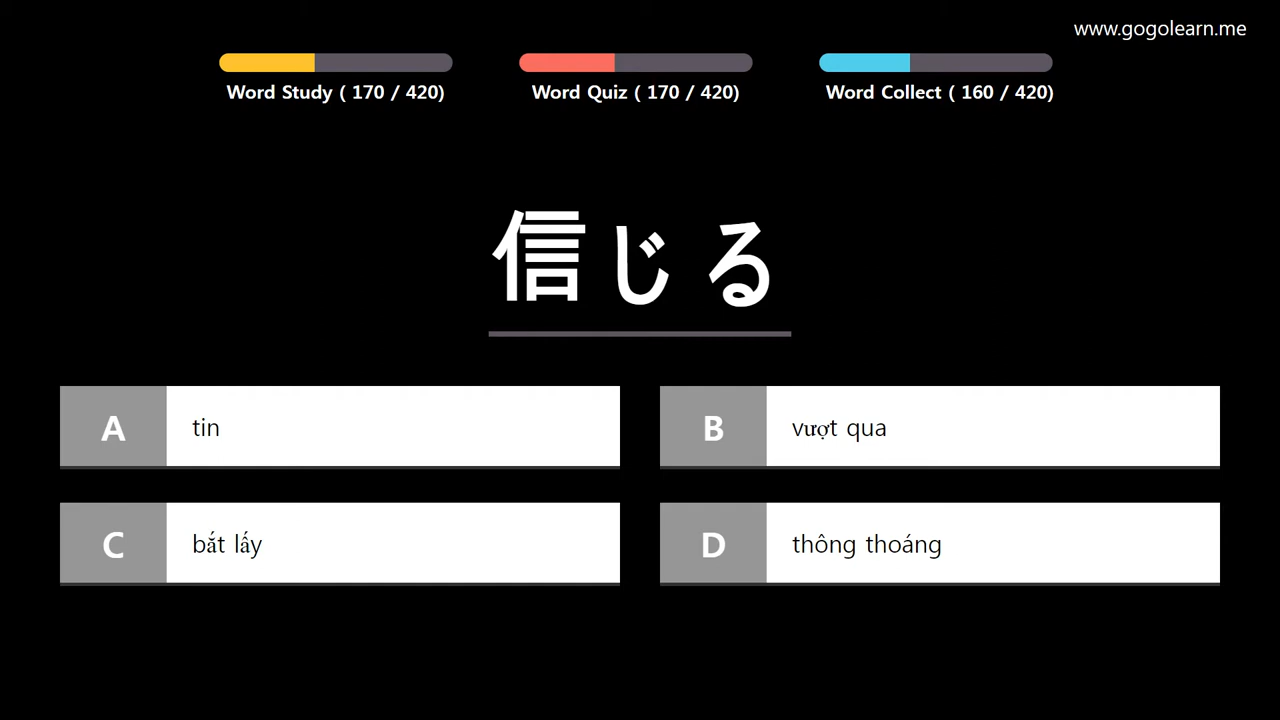 www.gogolearn.me
Word Study ( 170 / 420)
Word Quiz ( 170 / 420)
Word Collect ( 160 / 420)
信じる
A tin
B vượt qua
C bắt lấy
D thông thoáng